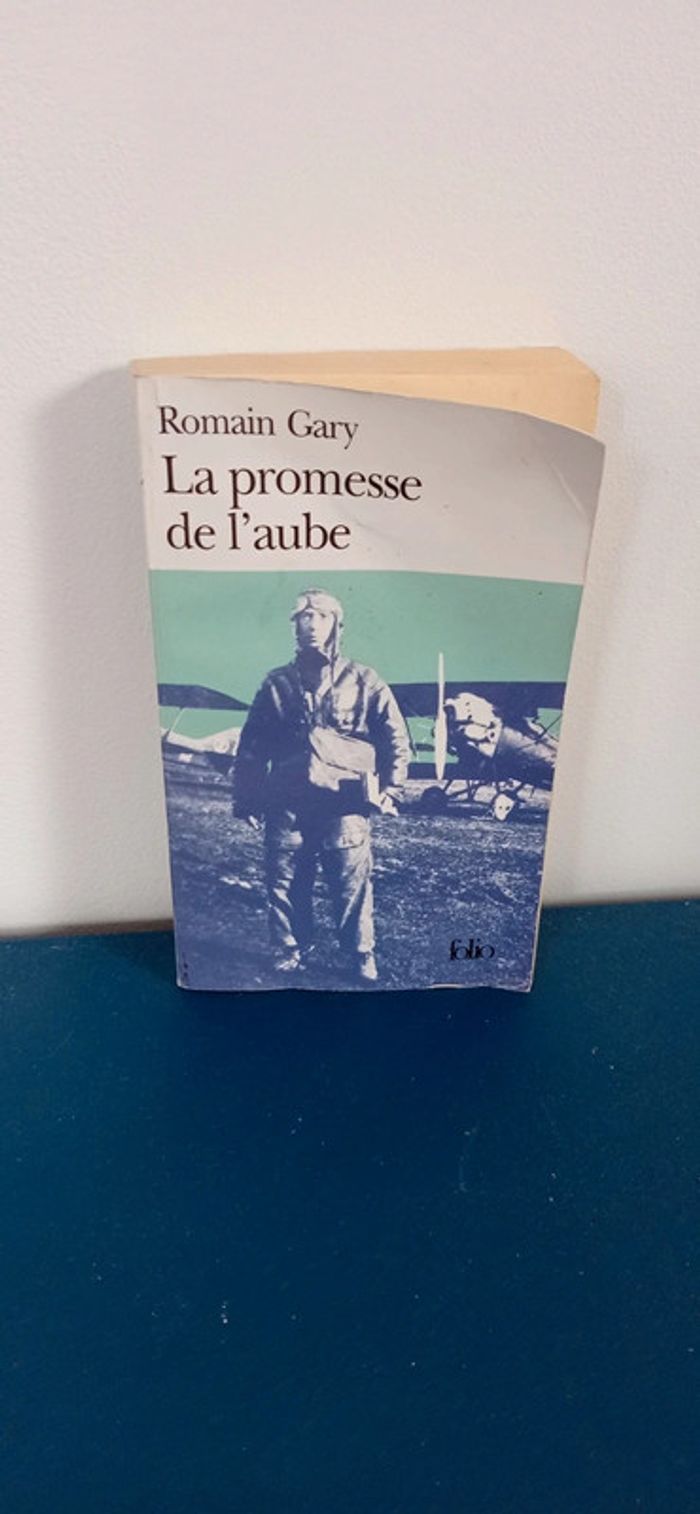 Romain Gary
La promesse
de l'aube
folio